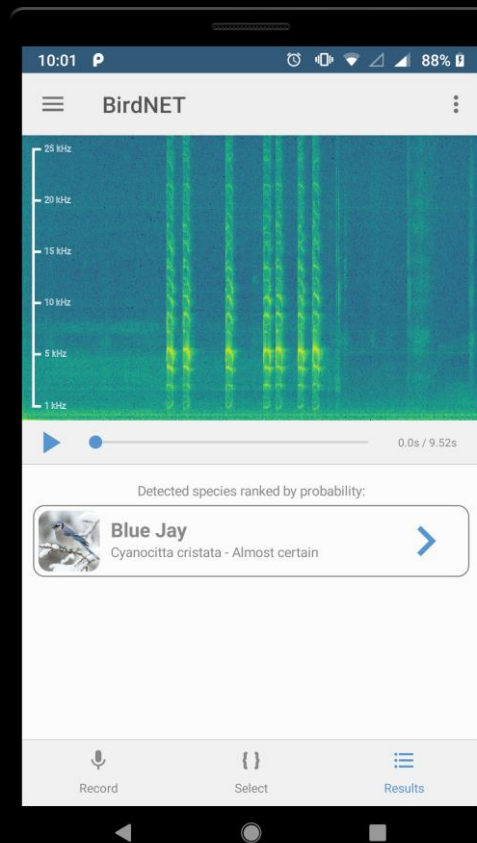 10:01 88%
BirdNET
25 kHz
20 kHz
15 kHz
10 kHz
5 kHz
1 kHz
0.0s / 9.52s
Detected species ranked by probability:
Blue Jay
Cyanocitta cristata - Almost certain
{ }
Record Select Results